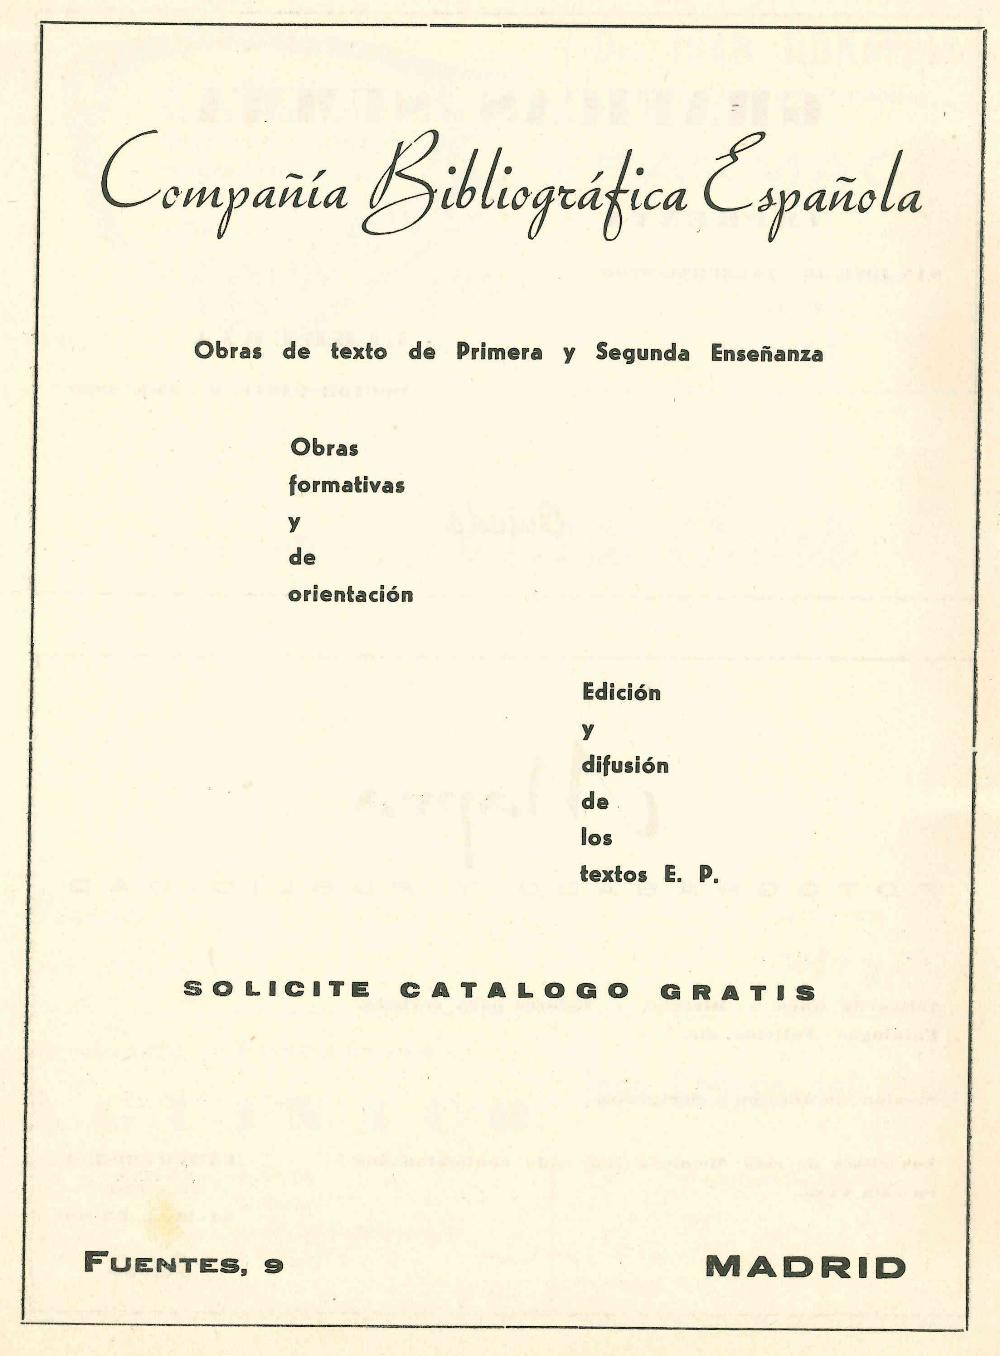 Compañía Bibliográfica Española
Obras de texto de Primera y Segunda Enseñanza
Obras
formativas
y
de
orientación
Edición
y
difusión
de
los
textos E. P.
SOLICITE CATALOGO GRATIS
FUENTES, 9
MADRID